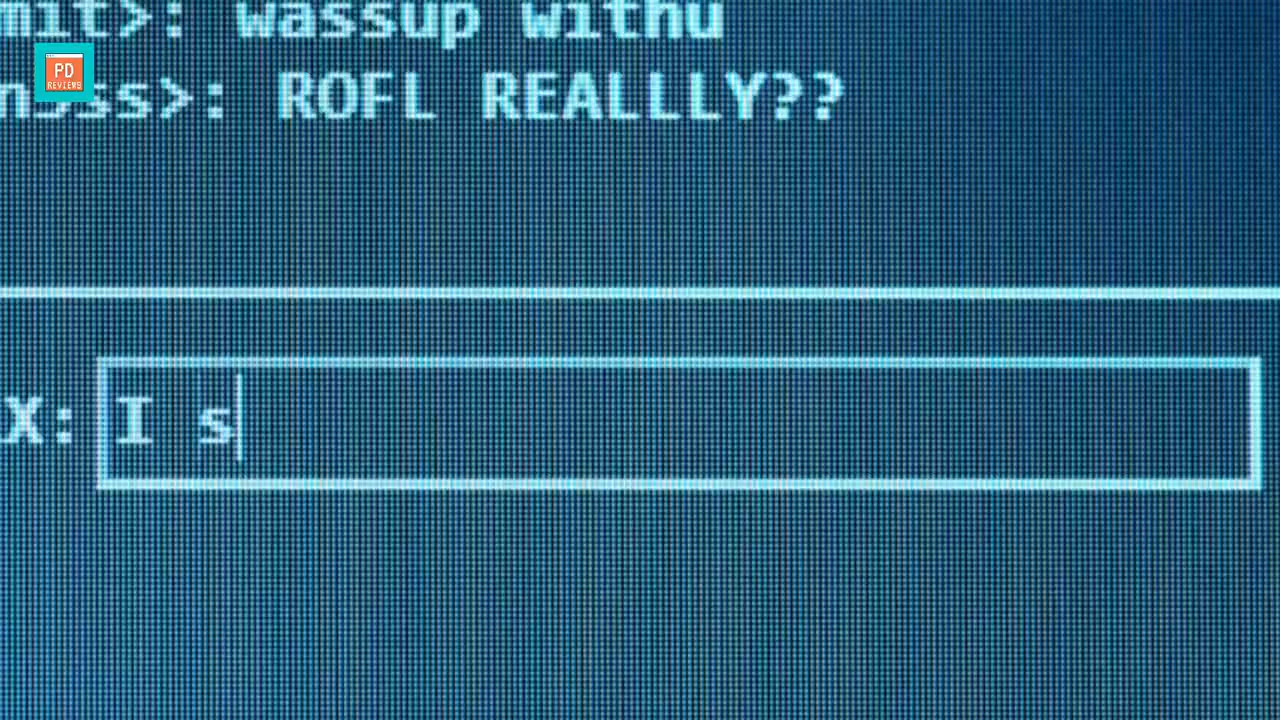 mit>: wassup withu
PD
REVIEWS
ss>: ROFL REALLLY??
X: I s